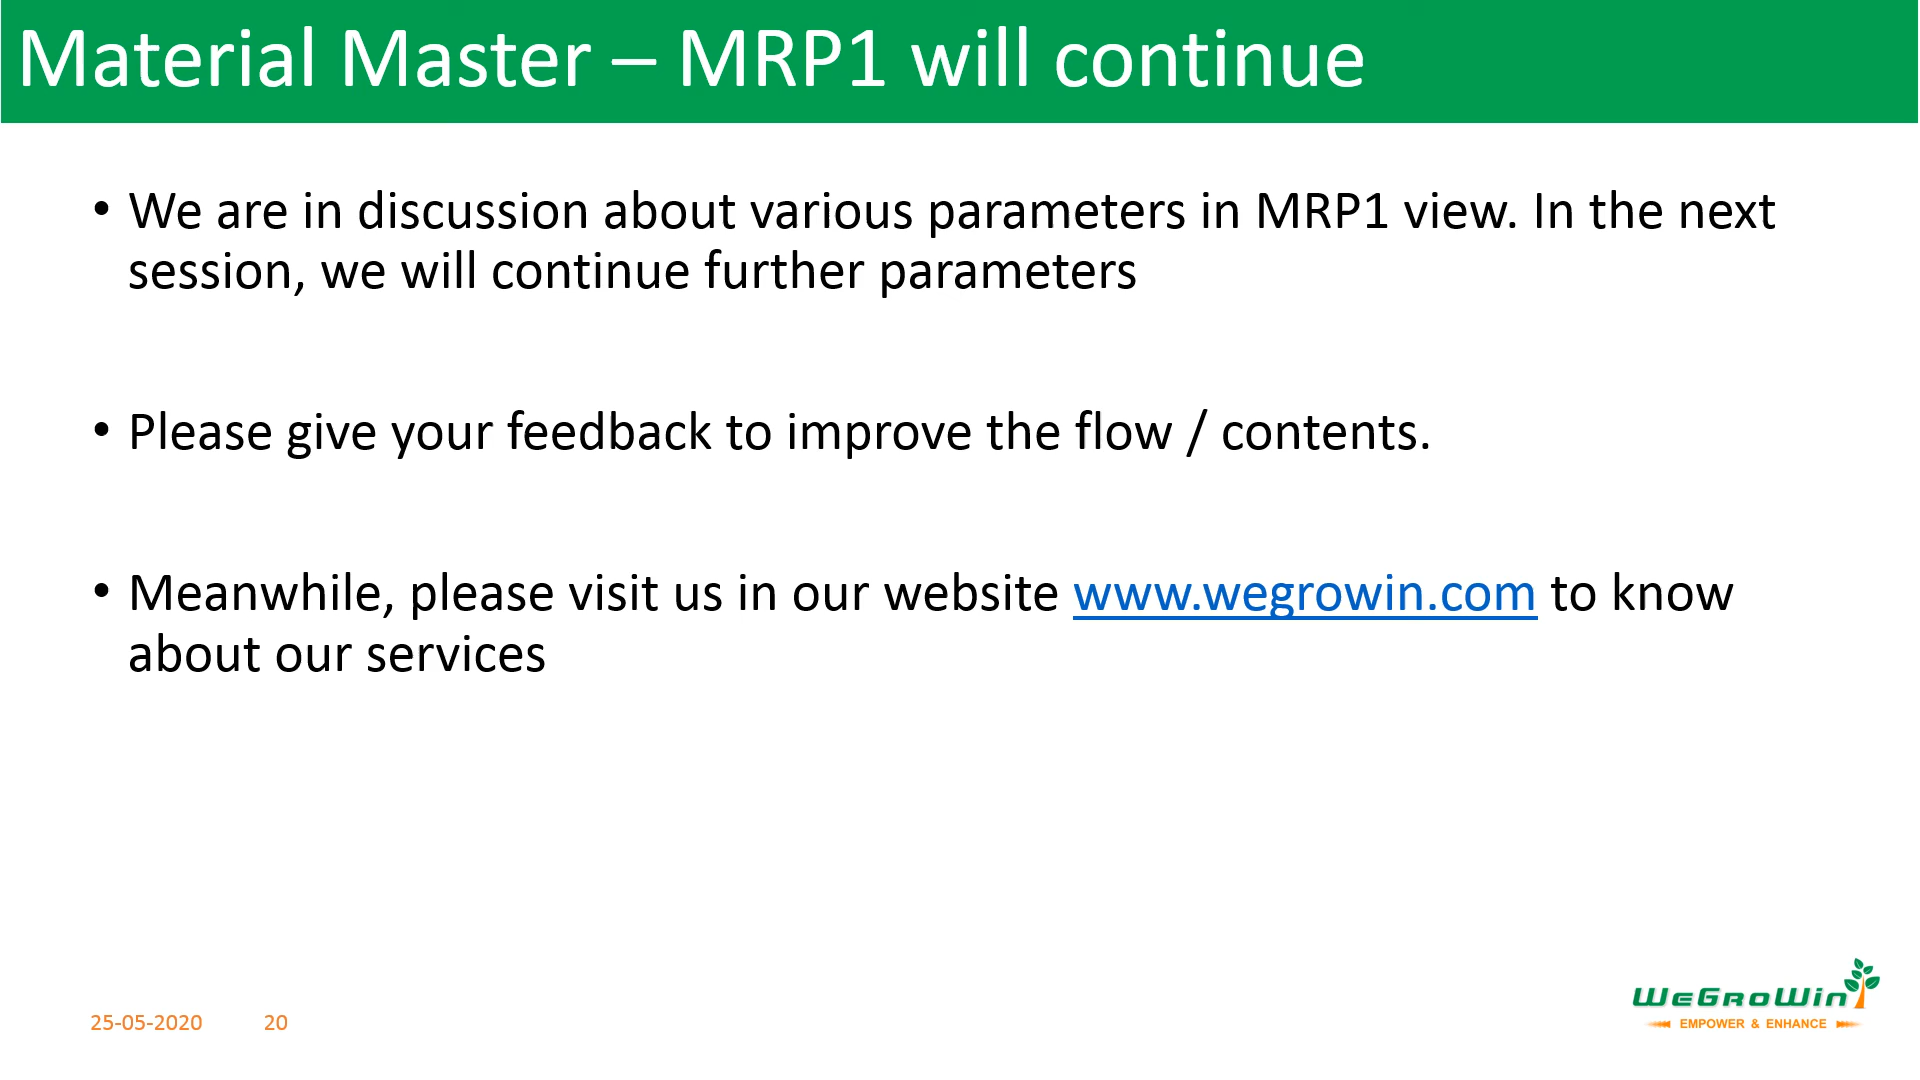 Material Master – MRP1 will continue
• We are in discussion about various parameters in MRP1 view. In the next
session, we will continue further parameters
• Please give your feedback to improve the flow / contents.
• Meanwhile, please visit us in our website www.wegrowin.com to know
about our services
25-05-2020 20
WeGroWin
EMPOWER & ENHANCE